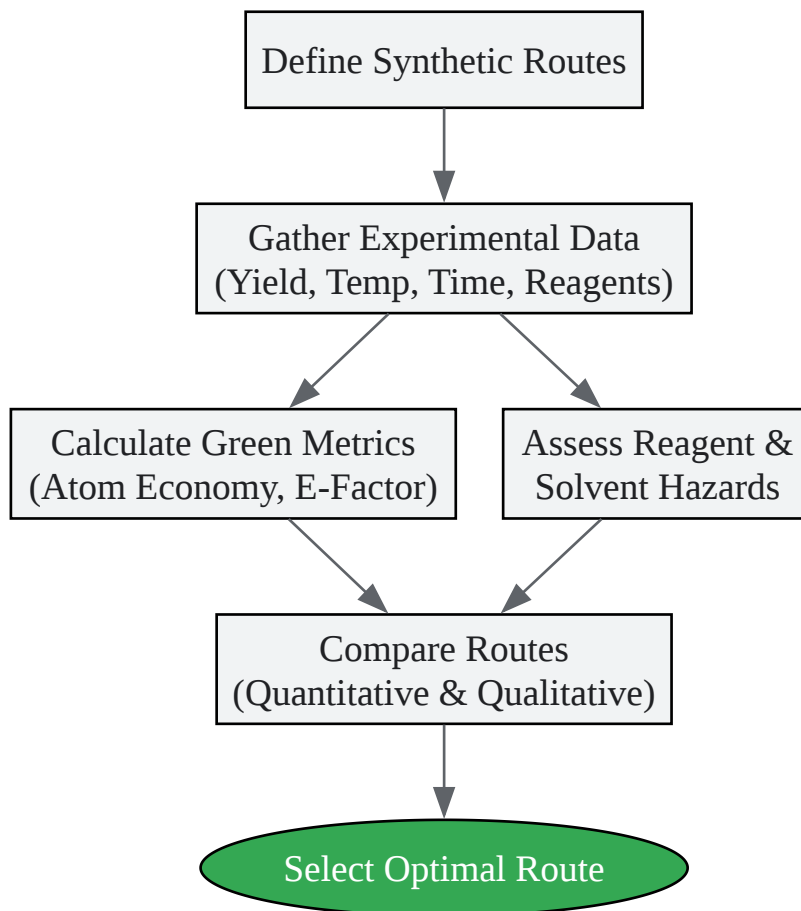 Define Synthetic Routes
Gather Experimental Data
(Yield, Temp, Time, Reagents)
Calculate Green Metrics
(Atom Economy, E-Factor)
Assess Reagent &
Solvent Hazards
Compare Routes
(Quantitative & Qualitative)
Select Optimal Route